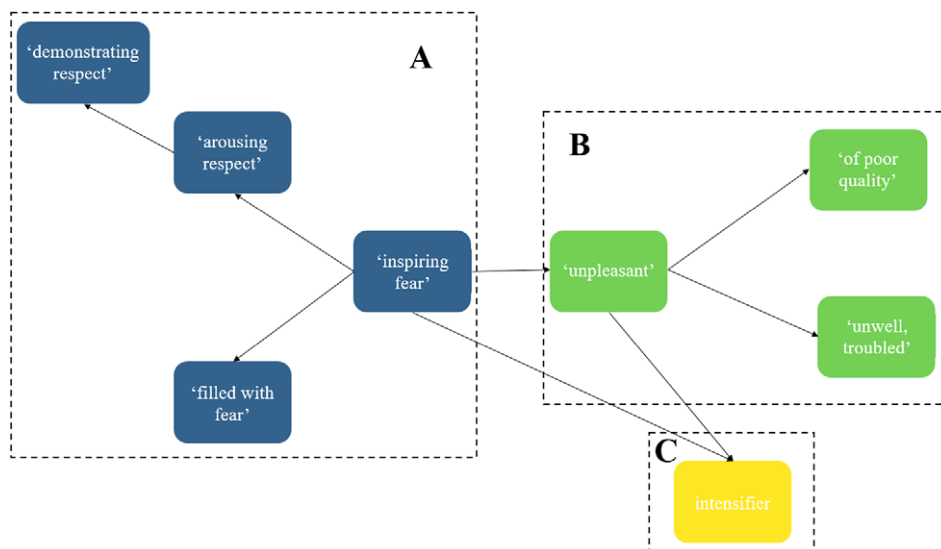 ‘demonstrating
respect’
A
‘arousing
respect’
‘inspiring
fear’
‘filled with
fear’
B
‘of poor
quality’
‘unpleasant’
‘unwell,
troubled’
C
intensifier